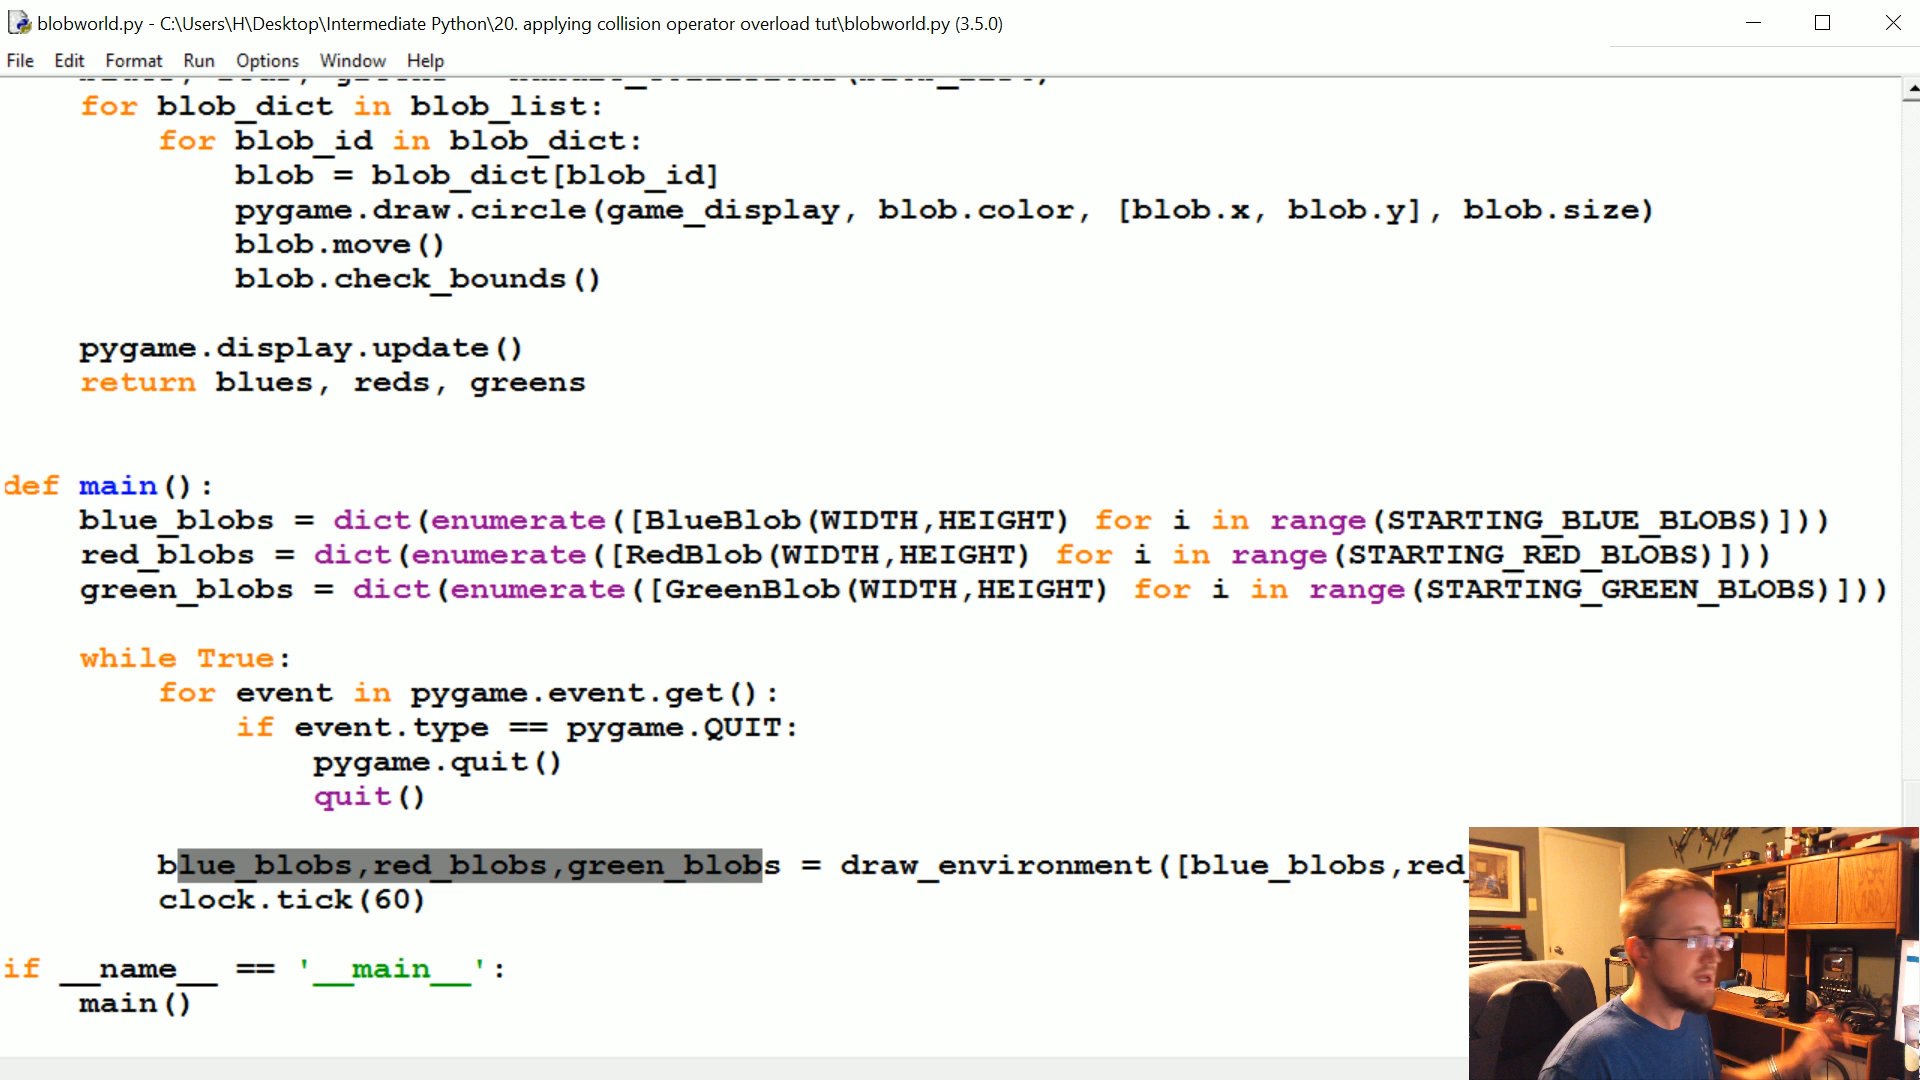 blobworld.py - C:\Users\H\Desktop\Intermediate Python\20. applying collision operator overload tut\blobworld.py (3.5.0)
File Edit Format Run Options Window Help
for blob_dict in blob_list:
for blob_id in blob_dict:
blob = blob_dict[blob_id]
pygame.draw.circle(game_display, blob.color, [blob.x, blob.y], blob.size)
blob.move()
blob.check_bounds()
pygame.display.update()
return blues, reds, greens
def main():
blue_blobs = dict(enumerate([BlueBlob(WIDTH,HEIGHT) for i in range(STARTING_BLUE_BLOBS)]))
red_blobs = dict(enumerate([RedBlob(WIDTH,HEIGHT) for i in range(STARTING_RED_BLOBS)]))
green_blobs = dict(enumerate([GreenBlob(WIDTH,HEIGHT) for i in range(STARTING_GREEN_BLOBS)]))
while True:
for event in pygame.event.get():
if event.type == pygame.QUIT:
pygame.quit()
quit()
blue_blobs,red_blobs,green_blobs = draw_environment([blue_blobs,red_
clock.tick(60)
if __name__ == '__main__':
main()